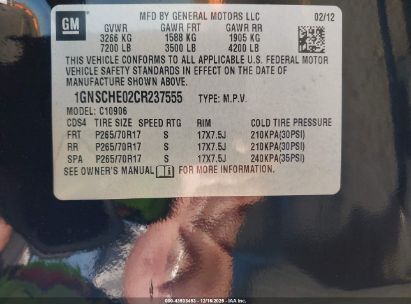 GM
MFD BY GENERAL MOTORS LLC 02/12
GVWR GAWR FRT GAWR RR
3266 KG 1588 KG 1905 KG
7200 LB 3500 LB 4200 LB
THIS VEHICLE CONFORMS TO ALL APPLICABLE U.S. FEDERAL MOTOR
VEHICLE SAFETY STANDARDS IN EFFECT ON THE DATE OF
MANUFACTURE SHOWN ABOVE.
1GNSCHE02CR237555 TYPE: M.P.V.
MODEL: C10906
CDS4 TIRE SIZE SPEED RTG RIM COLD TIRE PRESSURE
FRT P265/70R17 S 17X7.5J 210KPA(30PSI)
RR P265/70R17 S 17X7.5J 210KPA(30PSI)
SPA P265/70R17 S 17X7.5J 240KPA(35PSI)
SEE OWNER'S MANUAL FOR MORE INFORMATION.